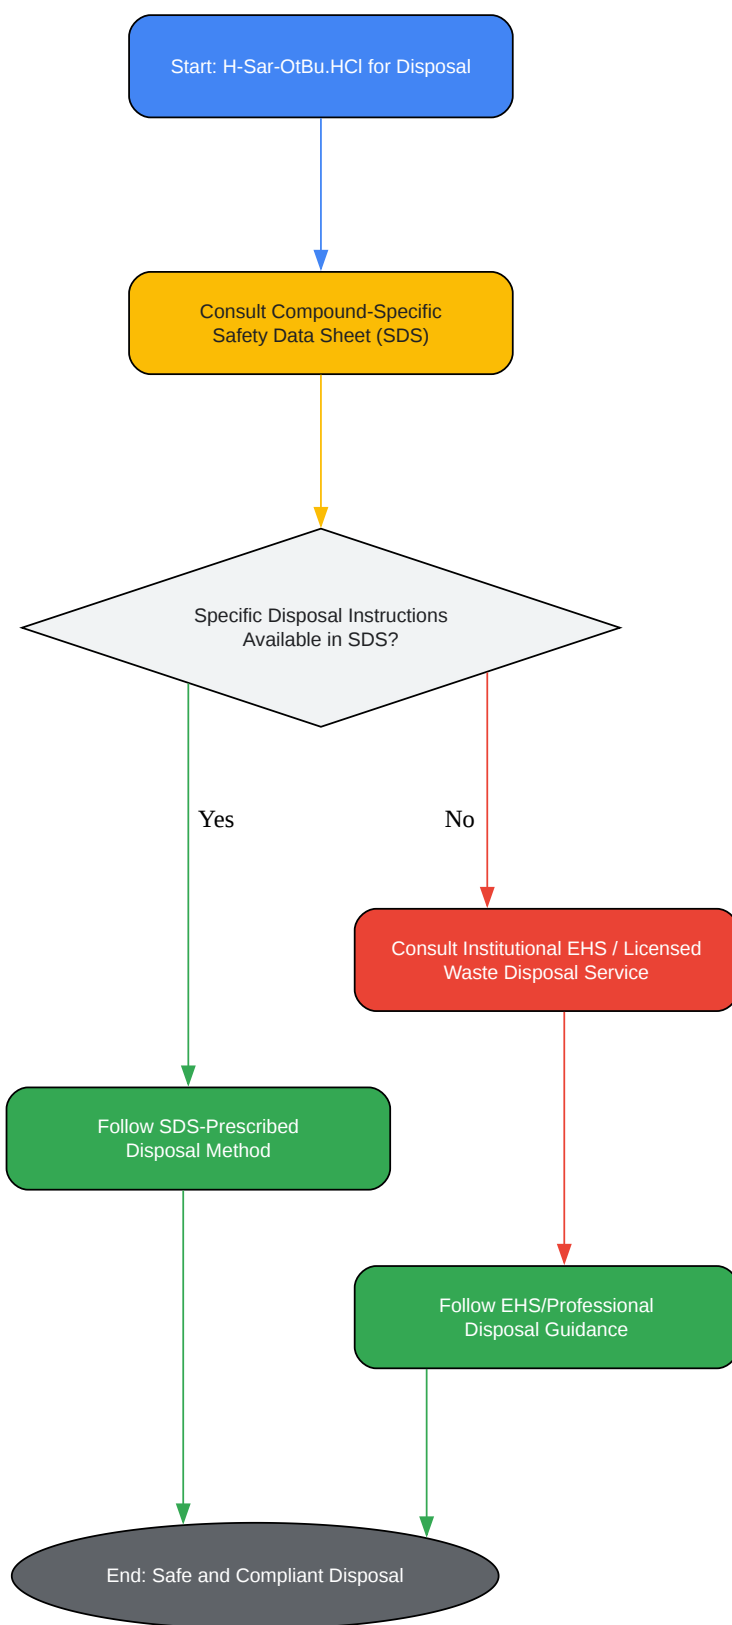 Start: H-Sar-OtBu.HCl for Disposal
Consult Compound-Specific
Safety Data Sheet (SDS)
Specific Disposal Instructions
Available in SDS?
Yes
No
Consult Institutional EHS / Licensed
Waste Disposal Service
Follow SDS-Prescribed
Disposal Method
Follow EHS/Professional
Disposal Guidance
End: Safe and Compliant Disposal